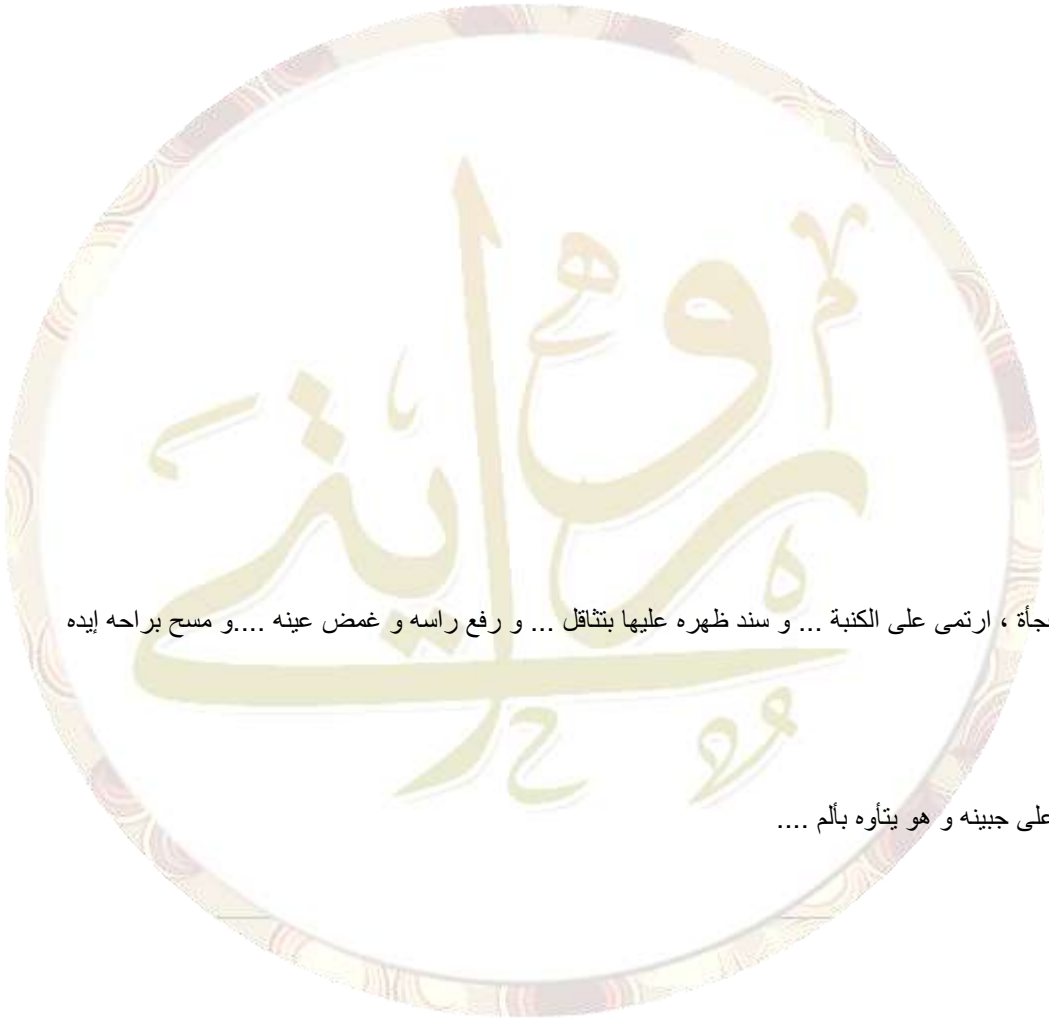 روايتي
جأة ، ارتمى على الكنبة ... و سند ظهره عليها بتثاقل ... و رفع راسه و غمض عينه ....و مسح براحه إيده
على جبينه و هو يتأوه بألم ....